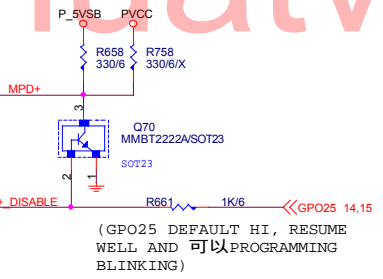 P_5VSB PVCC
R658 R758
330/6 330/6/X
MPD+
3
Q70
MMBT2222A/SOT23
SOT23
2 1
+_DISABLE R661 1K/6 GPO25 14,15
(GPO25 DEFAULT HI, RESUME
WELL AND 可以PROGRAMMING
BLINKING)